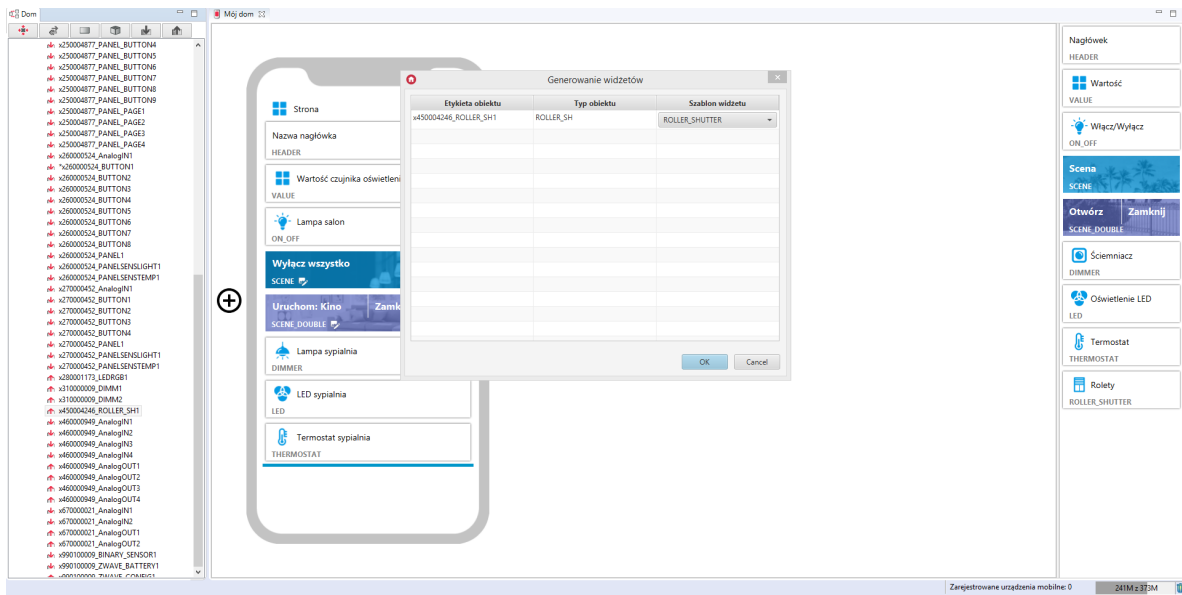 Dom
Mój dom
x250004877_PANEL_BUTTON4
x250004877_PANEL_BUTTON5
x250004877_PANEL_BUTTON6
x250004877_PANEL_BUTTON7
x250004877_PANEL_BUTTON8
x250004877_PANEL_BUTTON9
x250004877_PANEL_PAGE1
x250004877_PANEL_PAGE2
x250004877_PANEL_PAGE3
x250004877_PANEL_PAGE4
x260000524_AnalogIN1
*x260000524_BUTTON1
x260000524_BUTTON2
x260000524_BUTTON3
x260000524_BUTTON4
x260000524_BUTTON5
x260000524_BUTTON6
x260000524_BUTTON7
x260000524_BUTTON8
x260000524_PANEL1
x260000524_PANELSENSLIGHT1
x260000524_PANELSENSTEMP1
x270000452_AnalogIN1
x270000452_BUTTON1
x270000452_BUTTON2
x270000452_BUTTON3
x270000452_BUTTON4
x270000452_PANEL1
x270000452_PANELSENSLIGHT1
x270000452_PANELSENSTEMP1
x280001173_LEDRGB1
x310000009_DIMM1
x310000009_DIMM2
x450004246_ROLLER_SH1
x460000949_AnalogIN1
x460000949_AnalogIN2
x460000949_AnalogIN3
x460000949_AnalogIN4
x460000949_AnalogOUT1
x460000949_AnalogOUT2
x460000949_AnalogOUT3
x460000949_AnalogOUT4
x670000021_AnalogIN1
x670000021_AnalogIN2
x670000021_AnalogOUT1
x670000021_AnalogOUT2
x990100009_BINARY_SENSOR1
x990100009_ZWAVE_BATTERY1
x990100009_ZWAVE_CONFIG1
Strona
Nazwa nagłówka
HEADER
Wartość czujnika oświetleni
VALUE
Lampa salon
ON_OFF
Wyłącz wszystko
SCENE
Uruchom: Kino Zamk
SCENE_DOUBLE
Lampa sypialnia
DIMMER
LED sypialnia
LED
Termostat sypialnia
THERMOSTAT
Generowanie widżetów
Etykieta obiektu Typ obiektu Szablon widżetu
x450004246_ROLLER_SH1 ROLLER_SH ROLLER_SHUTTER
OK Cancel
Nagłówek
HEADER
Wartość
VALUE
Włącz/Wyłącz
ON_OFF
Scena
SCENE
Otwórz Zamknij
SCENE_DOUBLE
Ściemniacz
DIMMER
Oświetlenie LED
LED
Termostat
THERMOSTAT
Rolety
ROLLER_SHUTTER
Zarejestrowane urządzenia mobilne: 0 241M z 373M